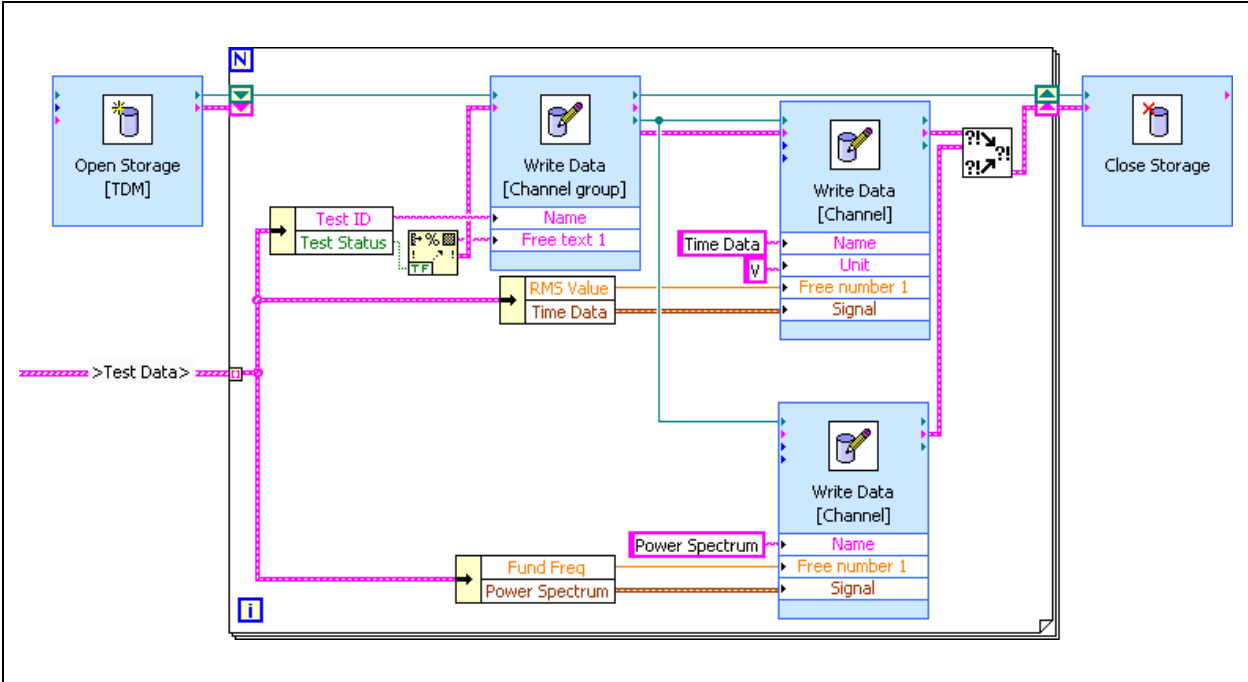 N
Open Storage
[TDM]
Write Data
[Channel group]
Name
Free text 1
Test ID
Test Status
%
!
!
TF
Write Data
[Channel]
Name
Unit
Free number 1
Signal
Time Data
V
RMS Value
Time Data
?!
?!
?!
Close Storage
>Test Data>
Write Data
[Channel]
Name
Free number 1
Signal
Power Spectrum
Fund Freq
Power Spectrum
i